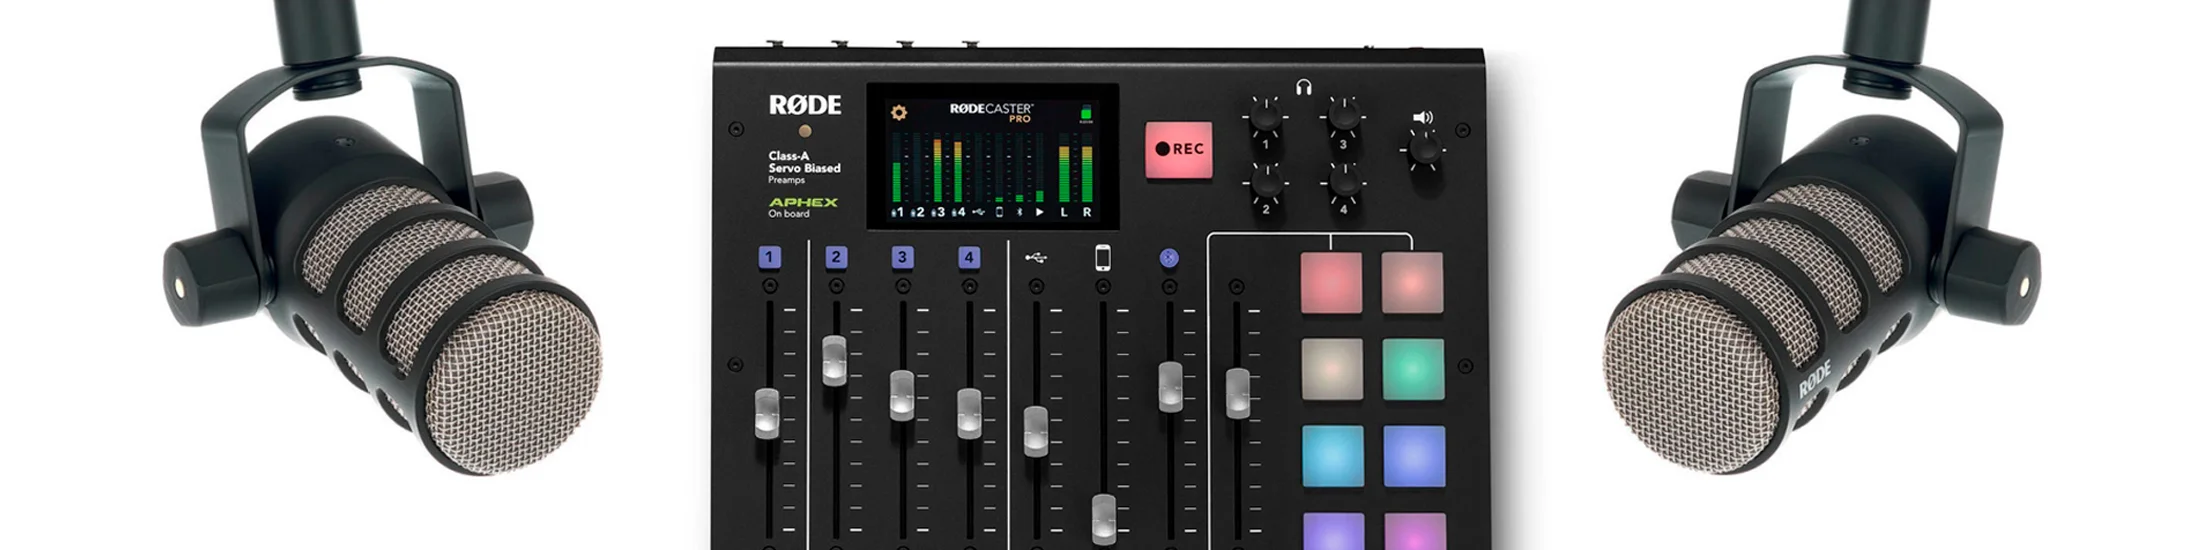 RØDE
Class-A
Servo Biased
Preamps
APHEX
On board
RØDECASTER
PRO
1 2 3 4 L R
REC
1 3
2 4
1 2 3 4
RØDE